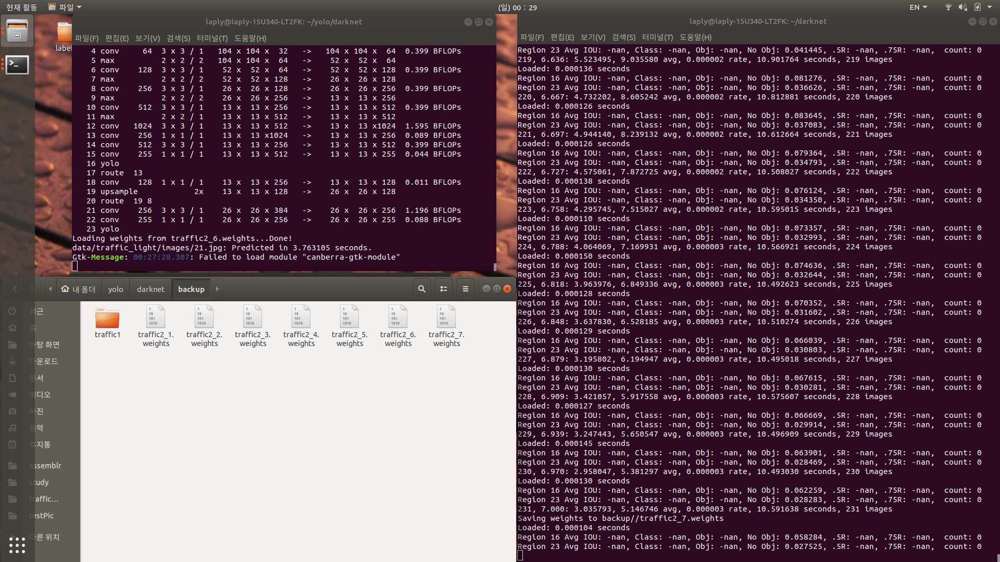 현재 활동 파일 (일) 00 : 29 EN
label
laply@laply-15U340-LT2FK: ~/yolo/darknet
파일(F) 편집(E) 보기(V) 검색(S) 터미널(T) 도움말(H)
4 conv 64 3 x 3 / 1 104 x 104 x 32 -> 104 x 104 x 64 0.399 BFLOPs
5 max 2 x 2 / 2 104 x 104 x 64 -> 52 x 52 x 64
6 conv 128 3 x 3 / 1 52 x 52 x 64 -> 52 x 52 x 128 0.399 BFLOPs
7 max 2 x 2 / 2 52 x 52 x 128 -> 26 x 26 x 128
8 conv 256 3 x 3 / 1 26 x 26 x 128 -> 26 x 26 x 256 0.399 BFLOPs
9 max 2 x 2 / 2 26 x 26 x 256 -> 13 x 13 x 256
10 conv 512 3 x 3 / 1 13 x 13 x 256 -> 13 x 13 x 512 0.399 BFLOPs
11 max 2 x 2 / 1 13 x 13 x 512 -> 13 x 13 x 512
12 conv 1024 3 x 3 / 1 13 x 13 x 512 -> 13 x 13 x1024 1.595 BFLOPs
13 conv 256 1 x 1 / 1 13 x 13 x1024 -> 13 x 13 x 256 0.089 BFLOPs
14 conv 512 3 x 3 / 1 13 x 13 x 256 -> 13 x 13 x 512 0.399 BFLOPs
15 conv 255 1 x 1 / 1 13 x 13 x 512 -> 13 x 13 x 255 0.044 BFLOPs
16 yolo
17 route 13
18 conv 128 1 x 1 / 1 13 x 13 x 256 -> 13 x 13 x 128 0.011 BFLOPs
19 upsample 2x 13 x 13 x 128 -> 26 x 26 x 128
20 route 19 8
21 conv 256 3 x 3 / 1 26 x 26 x 384 -> 26 x 26 x 256 1.196 BFLOPs
22 conv 255 1 x 1 / 1 26 x 26 x 256 -> 26 x 26 x 255 0.088 BFLOPs
23 yolo
Loading weights from traffic2_6.weights...Done!
data/traffic_light/images/21.jpg: Predicted in 3.763105 seconds.
Gtk-Message: 00:27:28.307: Failed to load module "canberra-gtk-module"
내 폴더 yolo darknet backup
최근
홈
바탕 화면
다운로드
문서
비디오
사진
음악
휴지통
assemblr
study
traffic...
testPic
다른 위치
traffic1
traffic2_1.weights
traffic2_2.weights
traffic2_3.weights
traffic2_4.weights
traffic2_5.weights
traffic2_6.weights
traffic2_7.weights
laply@laply-15U340-LT2FK: ~/darknet
파일(F) 편집(E) 보기(V) 검색(S) 터미널(T) 도움말(H)
Region 23 Avg IOU: -nan, Class: -nan, Obj: -nan, No Obj: 0.041445, .5R: -nan, .75R: -nan, count: 0
219, 6.636: 5.523495, 9.035580 avg, 0.000002 rate, 10.901764 seconds, 219 images
Loaded: 0.000136 seconds
Region 16 Avg IOU: -nan, Class: -nan, Obj: -nan, No Obj: 0.081276, .5R: -nan, .75R: -nan, count: 0
Region 23 Avg IOU: -nan, Class: -nan, Obj: -nan, No Obj: 0.036626, .5R: -nan, .75R: -nan, count: 0
220, 6.667: 4.732202, 8.605242 avg, 0.000002 rate, 10.812881 seconds, 220 images
Loaded: 0.000126 seconds
Region 16 Avg IOU: -nan, Class: -nan, Obj: -nan, No Obj: 0.083645, .5R: -nan, .75R: -nan, count: 0
Region 23 Avg IOU: -nan, Class: -nan, Obj: -nan, No Obj: 0.037083, .5R: -nan, .75R: -nan, count: 0
221, 6.697: 4.944140, 8.239132 avg, 0.000002 rate, 10.612664 seconds, 221 images
Loaded: 0.000126 seconds
Region 16 Avg IOU: -nan, Class: -nan, Obj: -nan, No Obj: 0.079364, .5R: -nan, .75R: -nan, count: 0
Region 23 Avg IOU: -nan, Class: -nan, Obj: -nan, No Obj: 0.034793, .5R: -nan, .75R: -nan, count: 0
222, 6.727: 4.575061, 7.872725 avg, 0.000002 rate, 10.508027 seconds, 222 images
Loaded: 0.000138 seconds
Region 16 Avg IOU: -nan, Class: -nan, Obj: -nan, No Obj: 0.076124, .5R: -nan, .75R: -nan, count: 0
Region 23 Avg IOU: -nan, Class: -nan, Obj: -nan, No Obj: 0.034350, .5R: -nan, .75R: -nan, count: 0
223, 6.758: 4.295745, 7.515027 avg, 0.000002 rate, 10.595015 seconds, 223 images
Loaded: 0.000110 seconds
Region 16 Avg IOU: -nan, Class: -nan, Obj: -nan, No Obj: 0.073357, .5R: -nan, .75R: -nan, count: 0
Region 23 Avg IOU: -nan, Class: -nan, Obj: -nan, No Obj: 0.032993, .5R: -nan, .75R: -nan, count: 0
224, 6.788: 4.064069, 7.169931 avg, 0.000003 rate, 10.566921 seconds, 224 images
Loaded: 0.000150 seconds
Region 16 Avg IOU: -nan, Class: -nan, Obj: -nan, No Obj: 0.074636, .5R: -nan, .75R: -nan, count: 0
Region 23 Avg IOU: -nan, Class: -nan, Obj: -nan, No Obj: 0.032644, .5R: -nan, .75R: -nan, count: 0
225, 6.818: 3.963976, 6.849336 avg, 0.000003 rate, 10.492623 seconds, 225 images
Loaded: 0.000128 seconds
Region 16 Avg IOU: -nan, Class: -nan, Obj: -nan, No Obj: 0.070352, .5R: -nan, .75R: -nan, count: 0
Region 23 Avg IOU: -nan, Class: -nan, Obj: -nan, No Obj: 0.031602, .5R: -nan, .75R: -nan, count: 0
226, 6.848: 3.637830, 6.528185 avg, 0.000003 rate, 10.510274 seconds, 226 images
Loaded: 0.000129 seconds
Region 16 Avg IOU: -nan, Class: -nan, Obj: -nan, No Obj: 0.066039, .5R: -nan, .75R: -nan, count: 0
Region 23 Avg IOU: -nan, Class: -nan, Obj: -nan, No Obj: 0.030803, .5R: -nan, .75R: -nan, count: 0
227, 6.879: 3.195802, 6.194947 avg, 0.000003 rate, 10.495018 seconds, 227 images
Loaded: 0.000130 seconds
Region 16 Avg IOU: -nan, Class: -nan, Obj: -nan, No Obj: 0.067615, .5R: -nan, .75R: -nan, count: 0
Region 23 Avg IOU: -nan, Class: -nan, Obj: -nan, No Obj: 0.030281, .5R: -nan, .75R: -nan, count: 0
228, 6.909: 3.421057, 5.917558 avg, 0.000003 rate, 10.575607 seconds, 228 images
Loaded: 0.000127 seconds
Region 16 Avg IOU: -nan, Class: -nan, Obj: -nan, No Obj: 0.066669, .5R: -nan, .75R: -nan, count: 0
Region 23 Avg IOU: -nan, Class: -nan, Obj: -nan, No Obj: 0.029914, .5R: -nan, .75R: -nan, count: 0
229, 6.939: 3.247443, 5.650547 avg, 0.000003 rate, 10.496909 seconds, 229 images
Loaded: 0.000145 seconds
Region 16 Avg IOU: -nan, Class: -nan, Obj: -nan, No Obj: 0.063901, .5R: -nan, .75R: -nan, count: 0
Region 23 Avg IOU: -nan, Class: -nan, Obj: -nan, No Obj: 0.028469, .5R: -nan, .75R: -nan, count: 0
230, 6.970: 2.958047, 5.381297 avg, 0.000003 rate, 10.493030 seconds, 230 images
Loaded: 0.000130 seconds
Region 16 Avg IOU: -nan, Class: -nan, Obj: -nan, No Obj: 0.062259, .5R: -nan, .75R: -nan, count: 0
Region 23 Avg IOU: -nan, Class: -nan, Obj: -nan, No Obj: 0.028283, .5R: -nan, .75R: -nan, count: 0
231, 7.000: 3.035793, 5.146746 avg, 0.000003 rate, 10.591638 seconds, 231 images
Saving weights to backup//traffic2_7.weights
Loaded: 0.000104 seconds
Region 16 Avg IOU: -nan, Class: -nan, Obj: -nan, No Obj: 0.058284, .5R: -nan, .75R: -nan, count: 0
Region 23 Avg IOU: -nan, Class: -nan, Obj: -nan, No Obj: 0.027525, .5R: -nan, .75R: -nan, count: 0